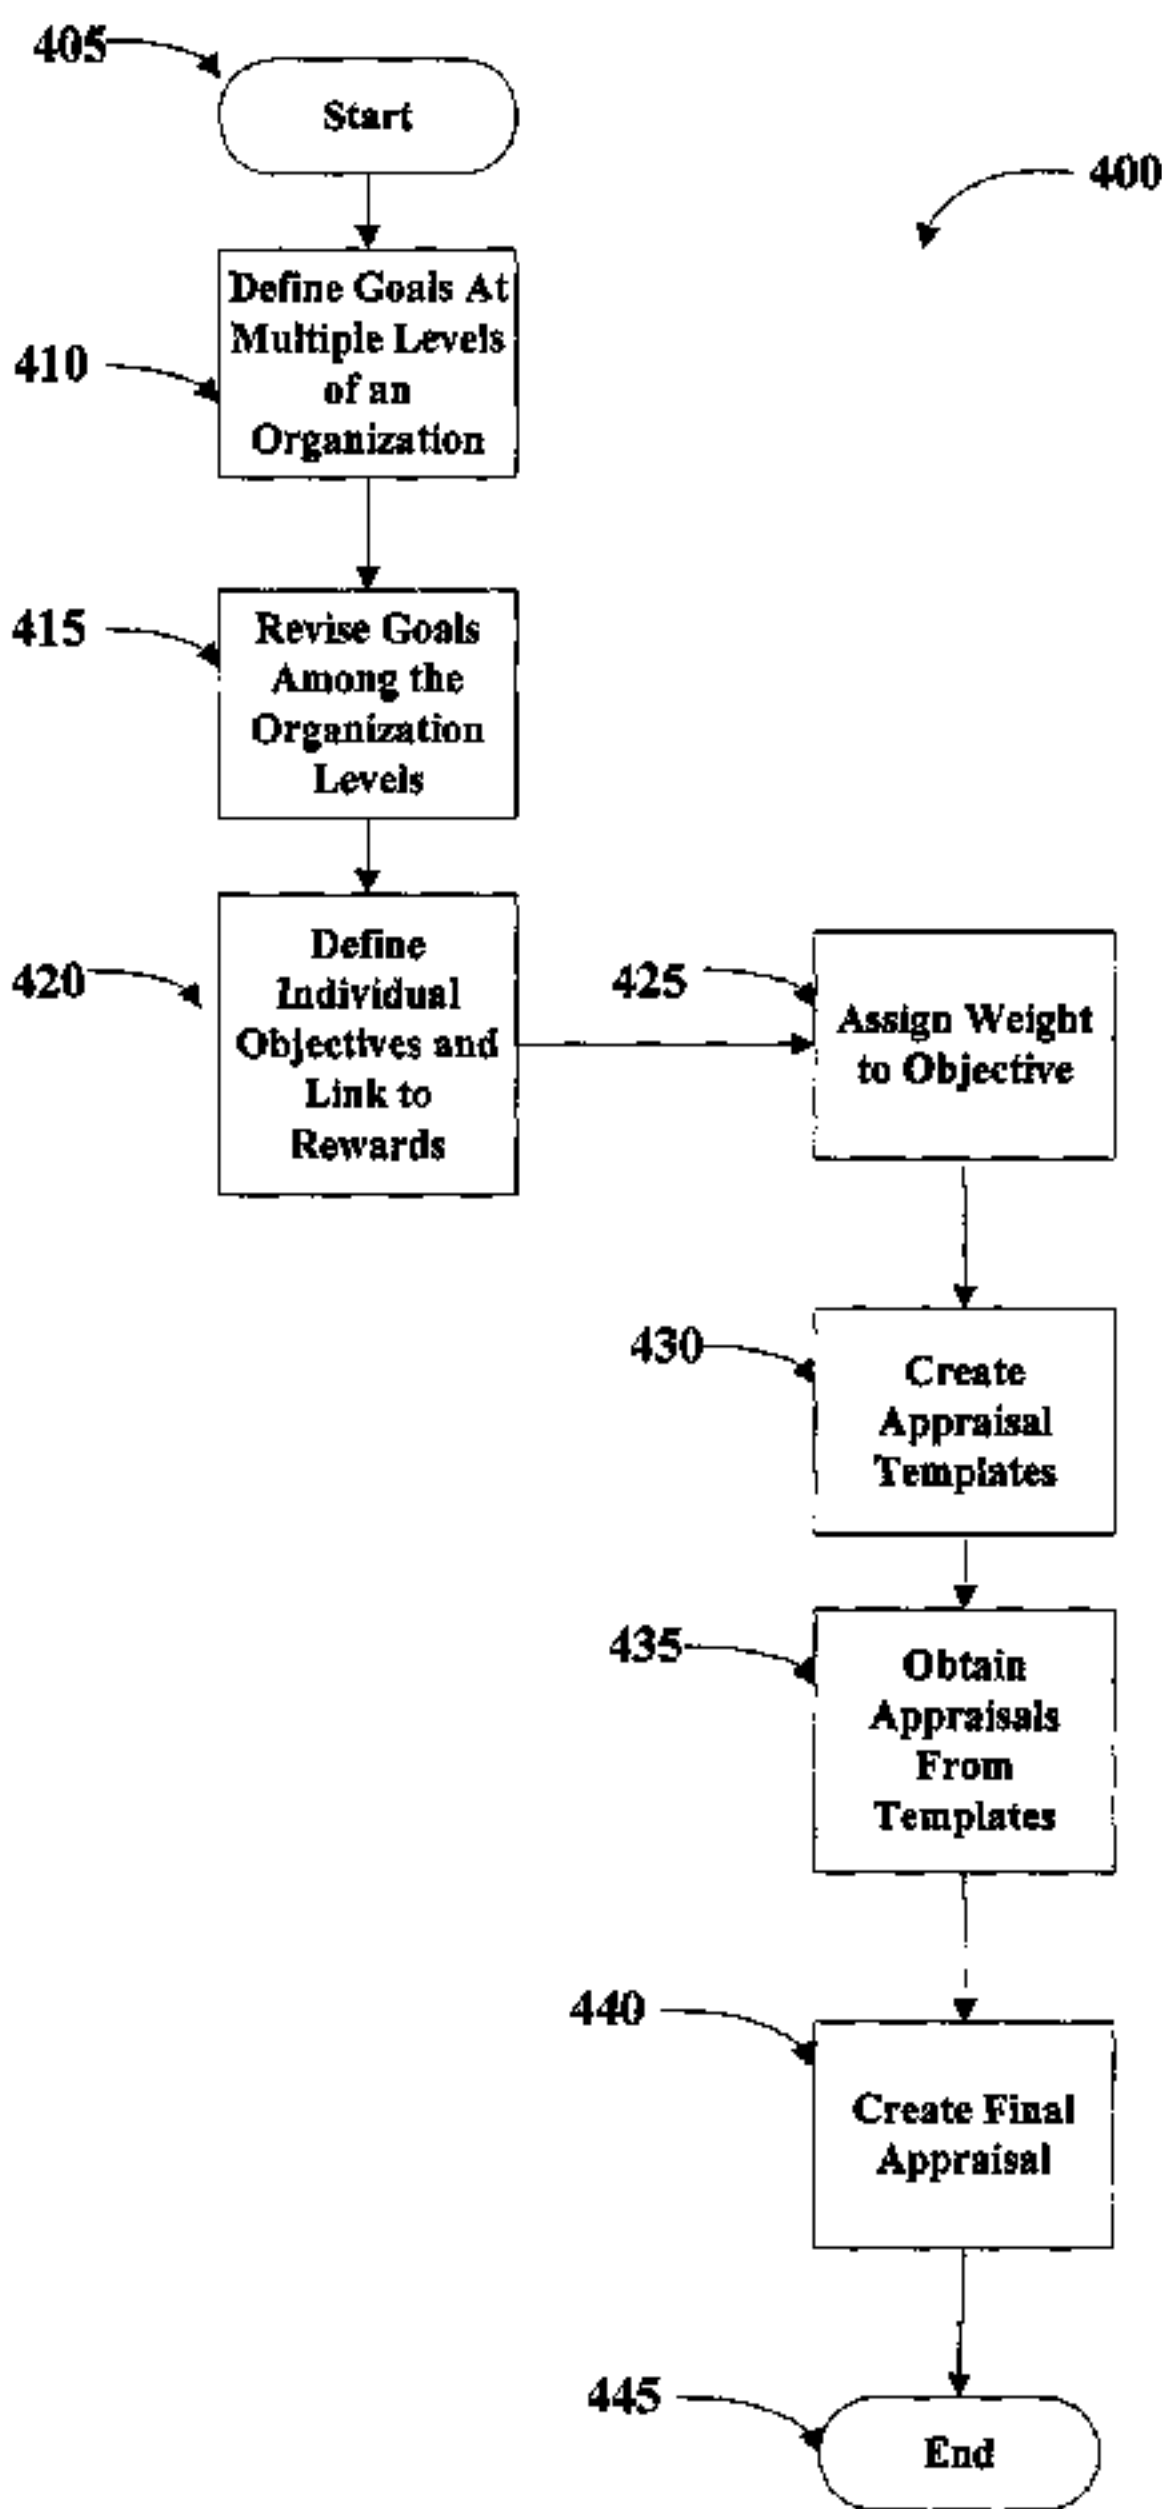 405
Start
400
Define Goals At
Multiple Levels
of an
Organization
410
415
Revise Goals
Among the
Organization
Levels
420
Define
Individual
Objectives and
Link to
Rewards
425
Assign Weight
to Objective
430
Create
Appraisal
Templates
435
Obtain
Appraisals
From
Templates
440
Create Final
Appraisal
445
End